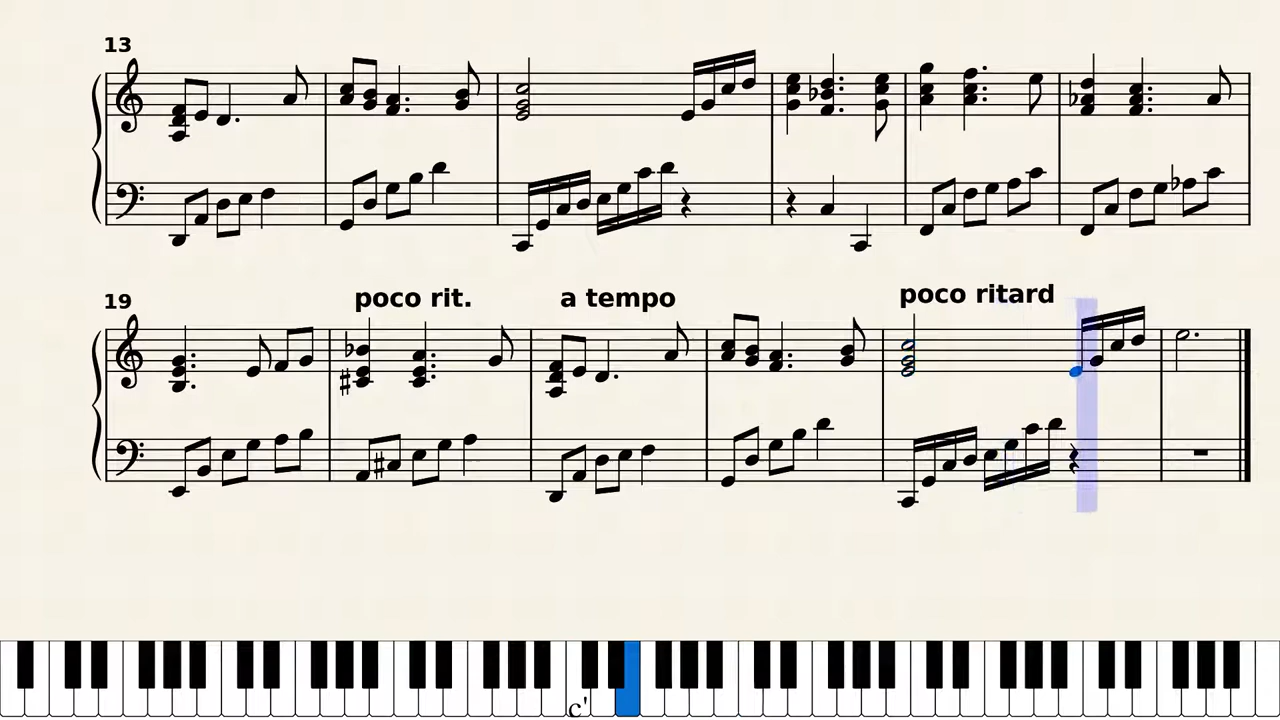 13
19
poco rit.
a tempo
poco ritard
c'